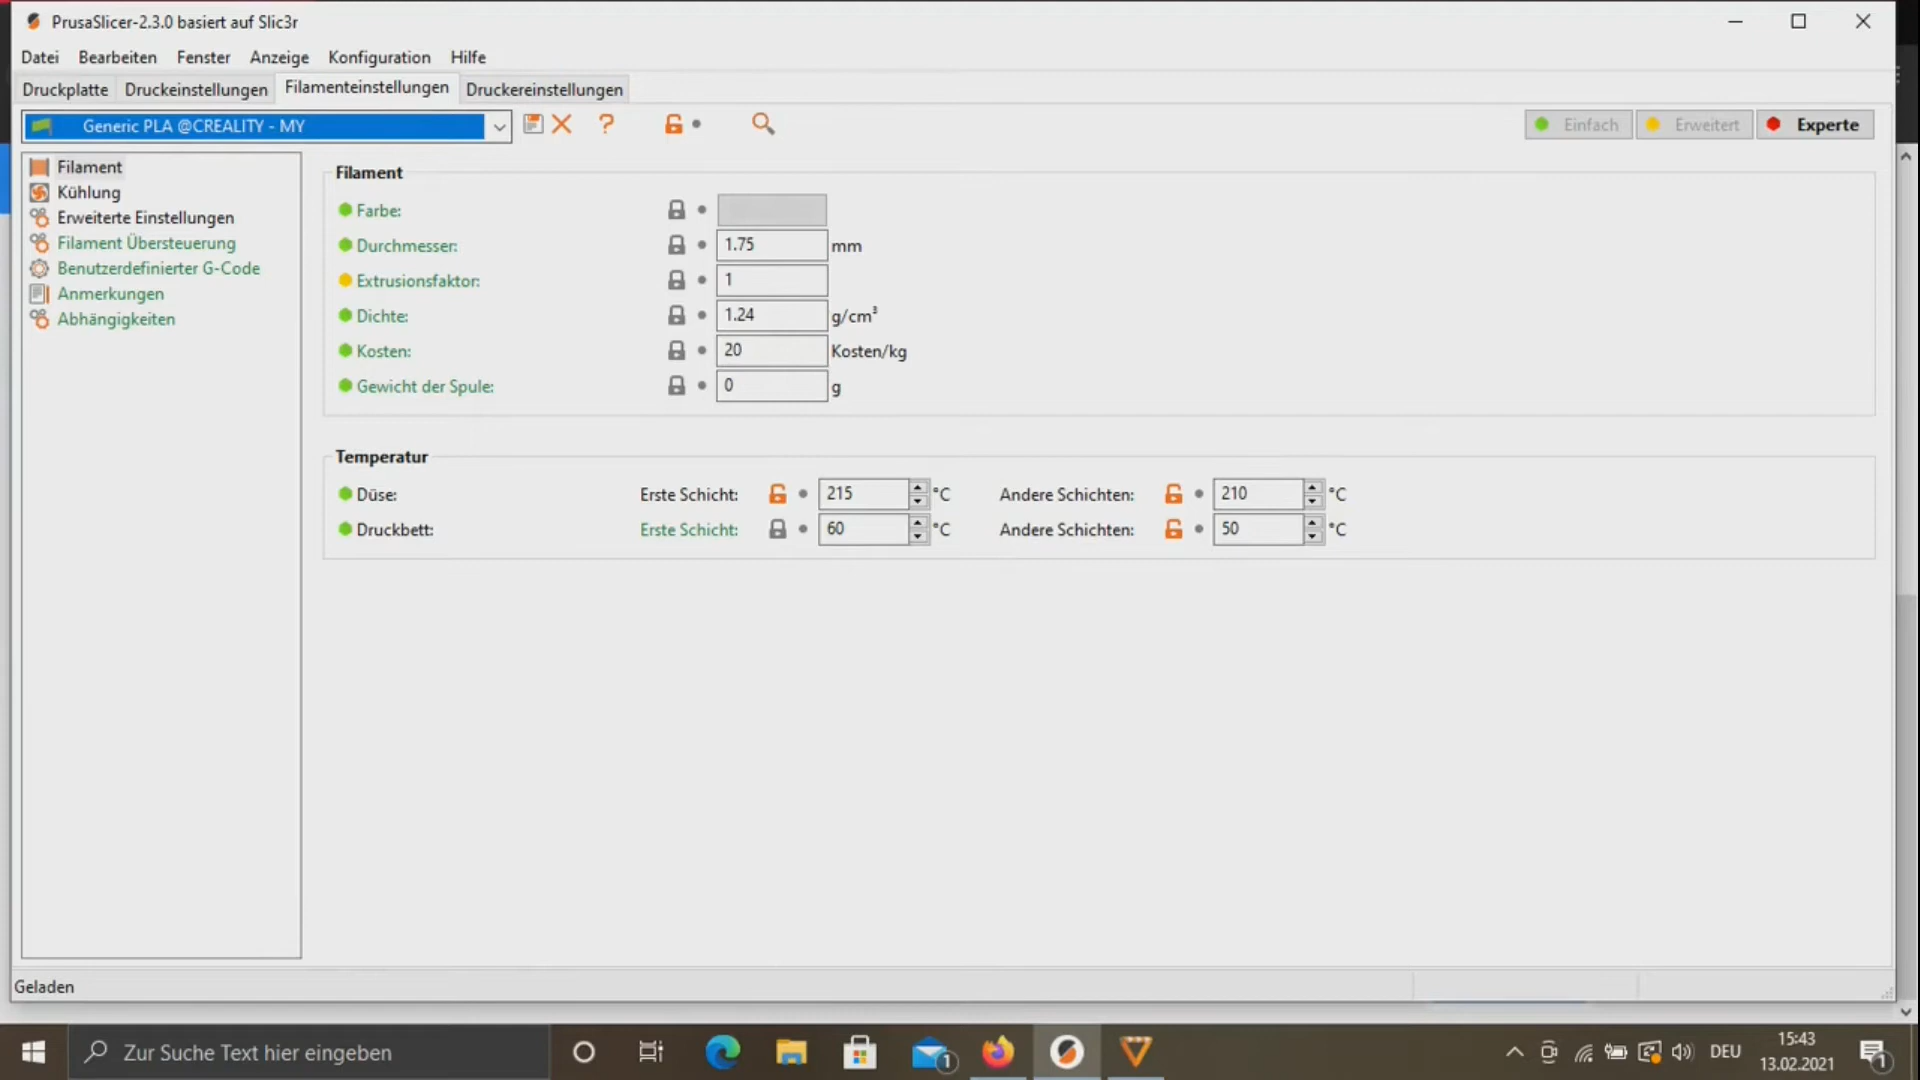 PrusaSlicer-2.3.0 basiert auf Slic3r
Datei Bearbeiten Fenster Anzeige Konfiguration Hilfe
Druckplatte Druckeinstellungen Filamenteinstellungen Druckereinstellungen
Generic PLA @CREALITY - MY ? Einfach Erweitert Experte
Filament
Kühlung
Erweiterte Einstellungen
Filament Übersteuerung
Benutzerdefinierter G-Code
Anmerkungen
Abhängigkeiten
Filament
Farbe:
Durchmesser: 1.75 mm
Extrusionsfaktor: 1
Dichte: 1.24 g/cm³
Kosten: 20 Kosten/kg
Gewicht der Spule: 0 g
Temperatur
Düse: Erste Schicht: 215 °C Andere Schichten: 210 °C
Druckbett: Erste Schicht: 60 °C Andere Schichten: 50 °C
Geladen
Zur Suche Text hier eingeben 1 DEU 15:43 1
13.02.2021